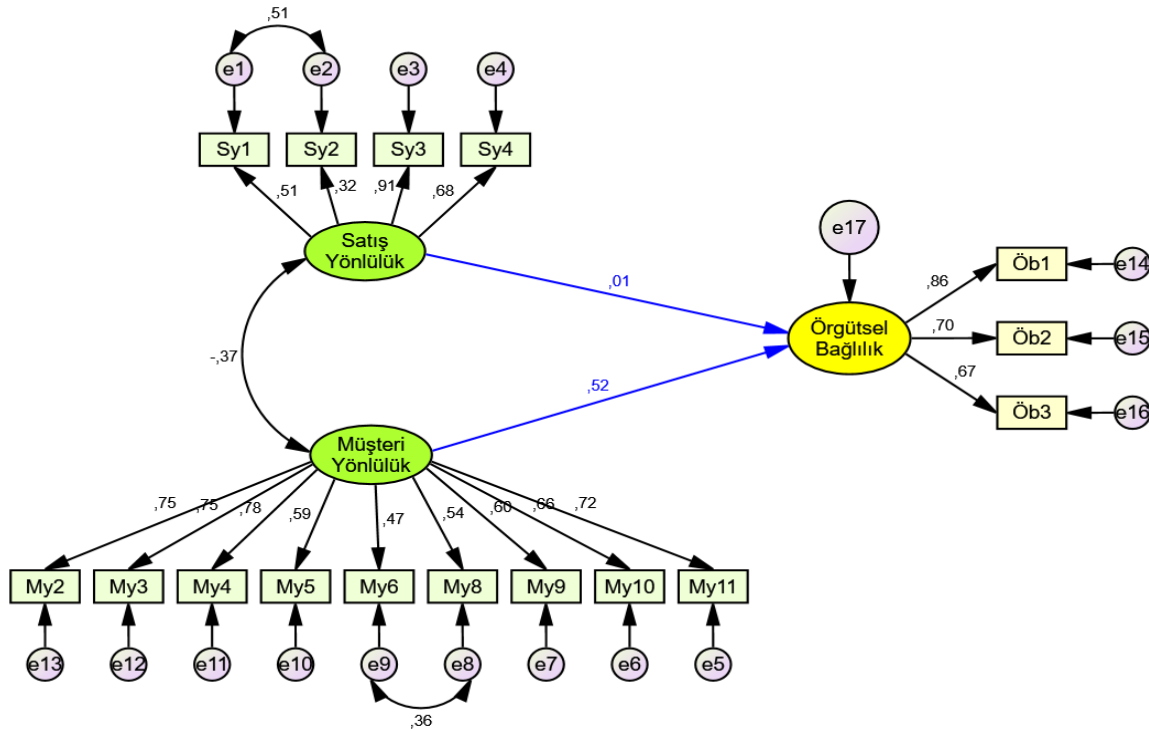 ,51
e1
e2
e3
e4
Sy1
Sy2
Sy3
Sy4
,51
,32
,91
,68
Satış
Yönlülük
e17
,01
Örgütsel
Bağlılık
,86
,70
,67
Öb1
Öb2
Öb3
e14
e15
e16
-,37
,52
Müşteri
Yönlülük
,75
,75
,78
,59
,47
,54
,60
,66
,72
My2
My3
My4
My5
My6
My8
My9
My10
My11
e13
e12
e11
e10
e9
e8
e7
e6
e5
,36